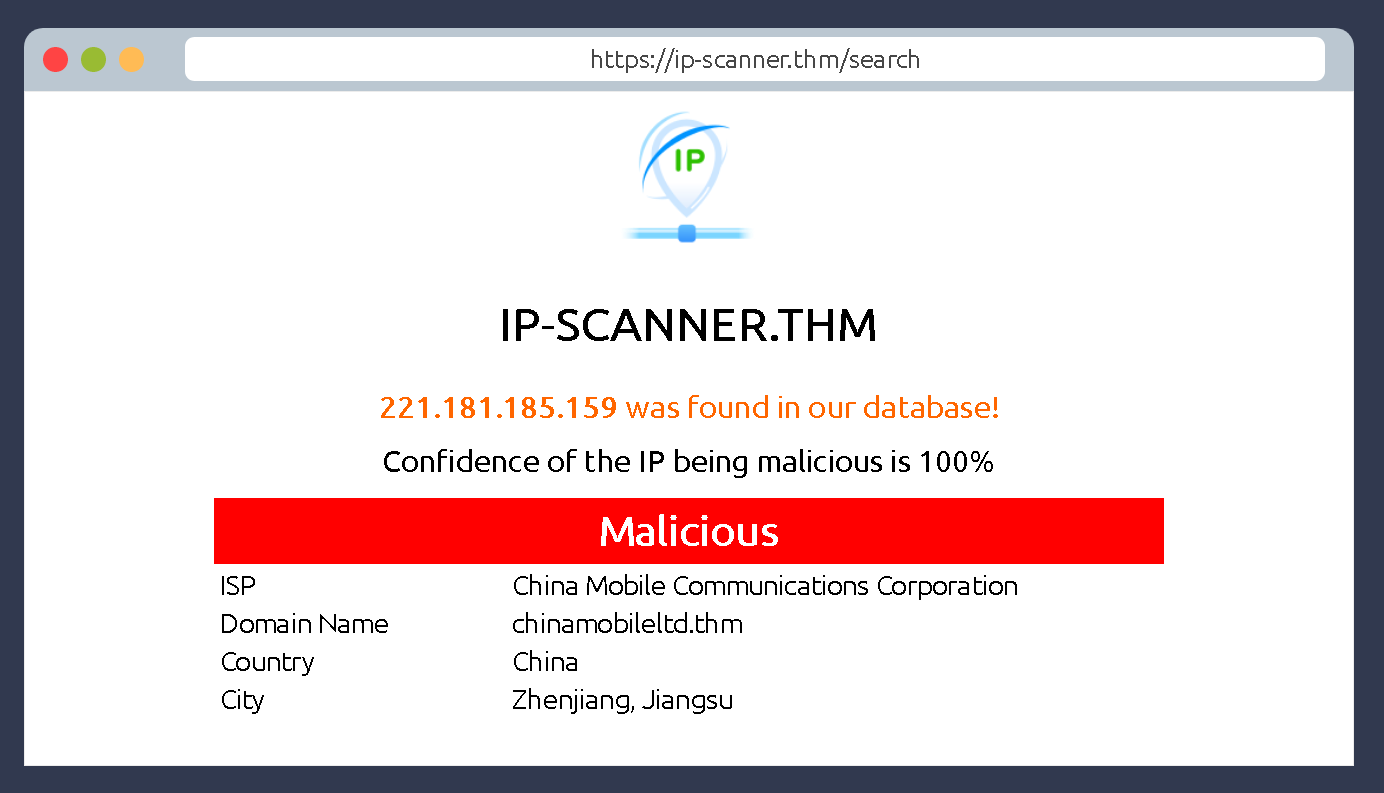 https://ip-scanner.thm/search
IP
IP-SCANNER.THM
221.181.185.159 was found in our database!
Confidence of the IP being malicious is 100%
Malicious
ISP China Mobile Communications Corporation
Domain Name chinamobileltd.thm
Country China
City Zhenjiang, Jiangsu